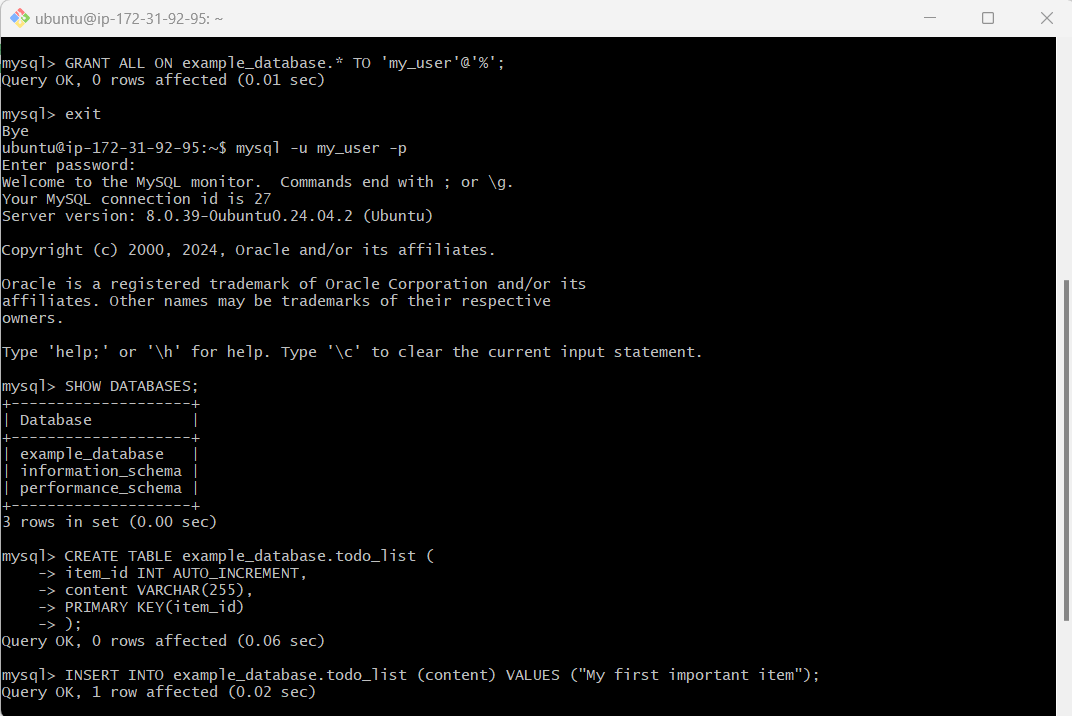 ubuntu@ip-172-31-92-95: ~
mysql> GRANT ALL ON example_database.* TO 'my_user'@'%';
Query OK, 0 rows affected (0.01 sec)
mysql> exit
Bye
ubuntu@ip-172-31-92-95:~$ mysql -u my_user -p
Enter password:
Welcome to the MySQL monitor.  Commands end with ; or \g.
Your MySQL connection id is 27
Server version: 8.0.39-0ubuntu0.24.04.2 (Ubuntu)
Copyright (c) 2000, 2024, Oracle and/or its affiliates.
Oracle is a registered trademark of Oracle Corporation and/or its
affiliates. Other names may be trademarks of their respective
owners.
Type 'help;' or '\h' for help. Type '\c' to clear the current input statement.
mysql> SHOW DATABASES;
+--------------------+
| Database           |
+--------------------+
| example_database   |
| information_schema |
| performance_schema |
+--------------------+
3 rows in set (0.00 sec)
mysql> CREATE TABLE example_database.todo_list (
    -> item_id INT AUTO_INCREMENT,
    -> content VARCHAR(255),
    -> PRIMARY KEY(item_id)
    -> );
Query OK, 0 rows affected (0.06 sec)
mysql> INSERT INTO example_database.todo_list (content) VALUES ("My first important item");
Query OK, 1 row affected (0.02 sec)